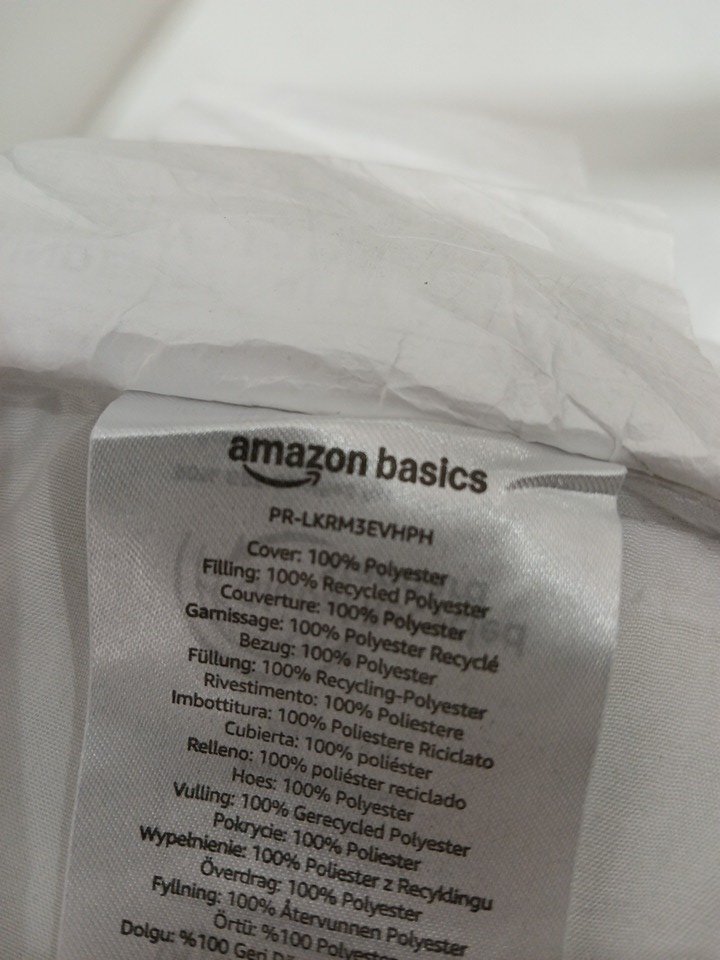 amazon basics
PR-LKRM3EVHPH
Cover: 100% Polyester
Filling: 100% Recycled Polyester
Couverture: 100% Polyester
Garnissage: 100% Polyester Recyclé
Bezug: 100% Polyester
Füllung: 100% Recycling-Polyester
Rivestimento: 100% Poliestere
Imbottitura: 100% Poliestere Riciclato
Cubierta: 100% poliéster
Relleno: 100% poliéster reciclado
Hoes: 100% Polyester
Vulling: 100% Gerecycled Polyester
Pokrycie: 100% Poliester
Wypełnienie: 100% Poliester z Recyklingu
Överdrag: 100% Polyester
Fyllning: 100% Återvunnen Polyester
Örtü: %100 Polyester
Dolgu: %100 Geri